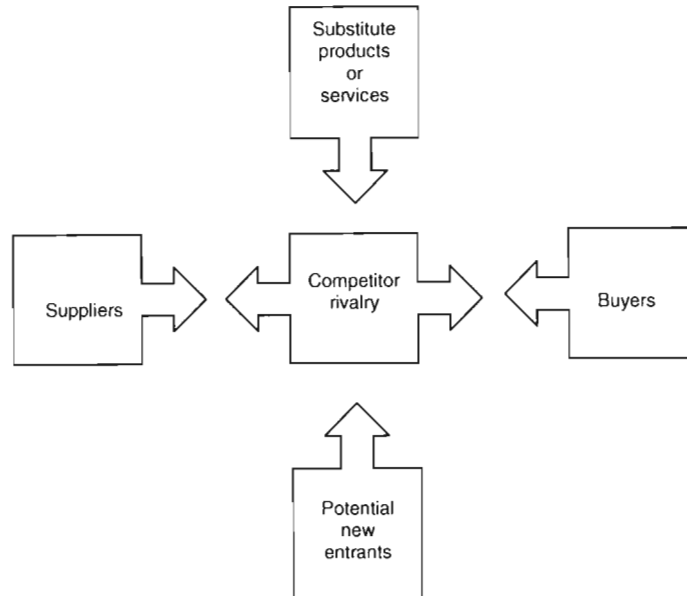 Substitute
products
or
services
Suppliers
Competitor
rivalry
Buyers
Potential
new
entrants